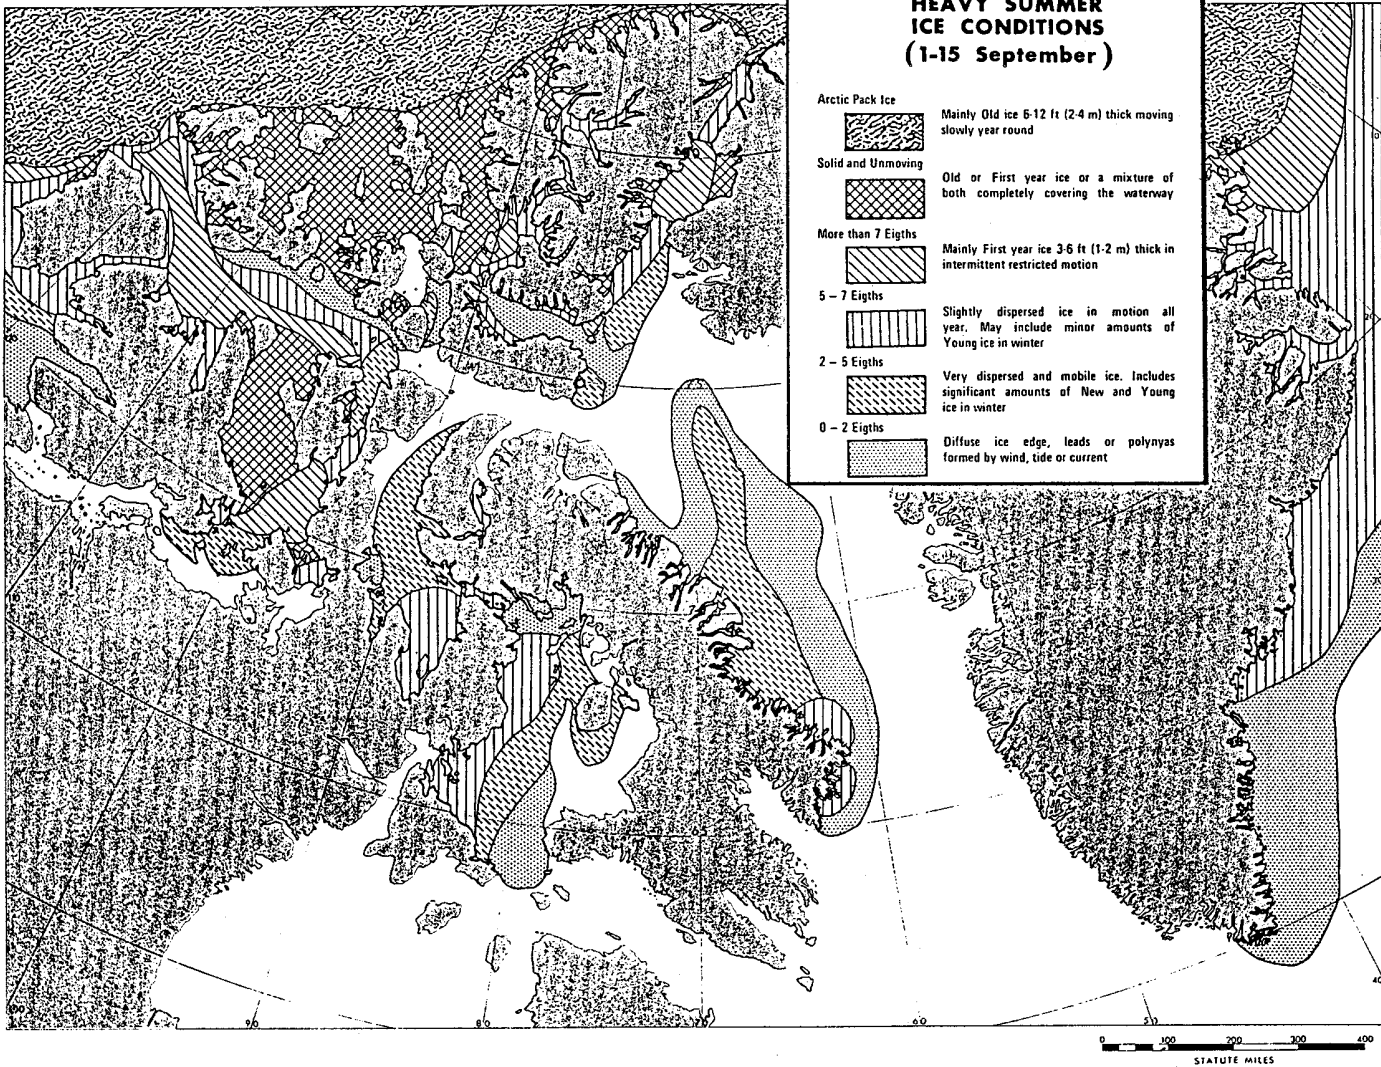 HEAVY SUMMER
ICE CONDITIONS
(1-15 September)
Arctic Pack Ice
Mainly Old ice 6-12 ft (2-4 m) thick moving
slowly year round
Solid and Unmoving
Old or First year ice or a mixture of
both completely covering the waterway
More than 7 Eigths
Mainly First year ice 3-6 ft (1-2 m) thick in
intermittent restricted motion
5 – 7 Eigths
Slightly dispersed ice in motion all
year. May include minor amounts of
Young ice in winter
2 – 5 Eigths
Very dispersed and mobile ice. Includes
significant amounts of New and Young
ice in winter
0 – 2 Eigths
Diffuse ice edge, leads or polynyas
formed by wind, tide or current
90
80
70
60
50
0 100 200 300 400
STATUTE MILES